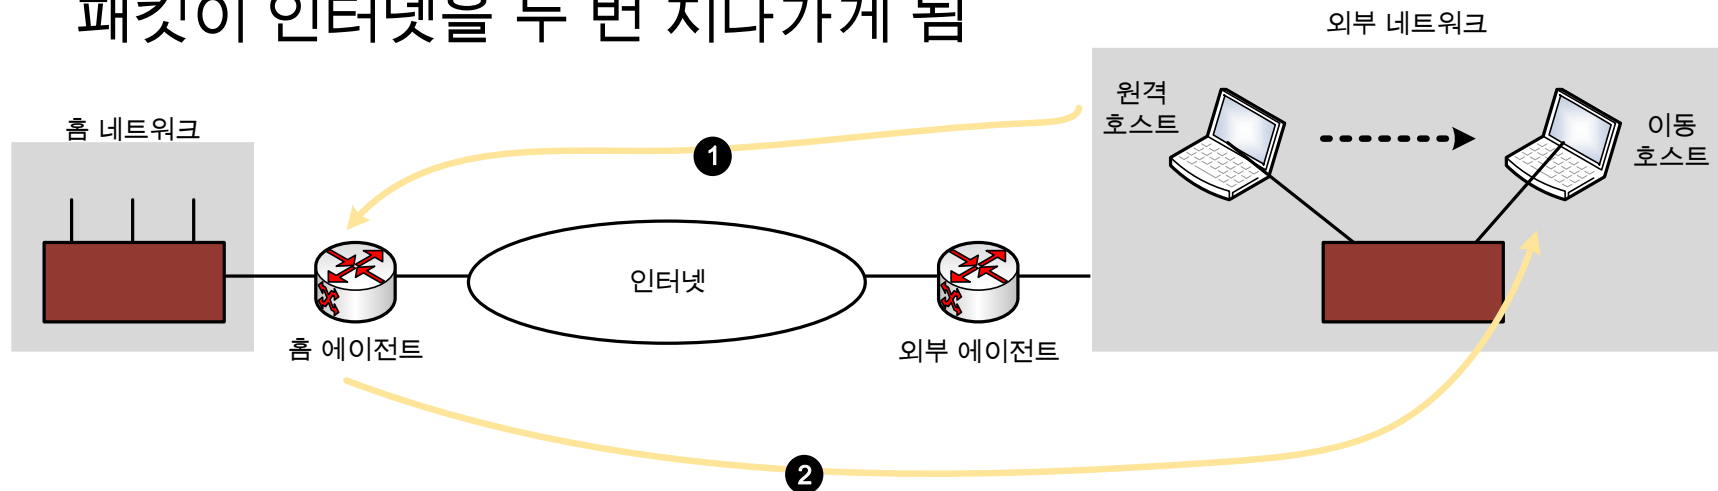 패킷이 인터넷을 두 번 지나가게 됨
외부 네트워크
원격
호스트
이동
호스트
홈 네트워크
1
인터넷
홈 에이전트
외부 에이전트
2